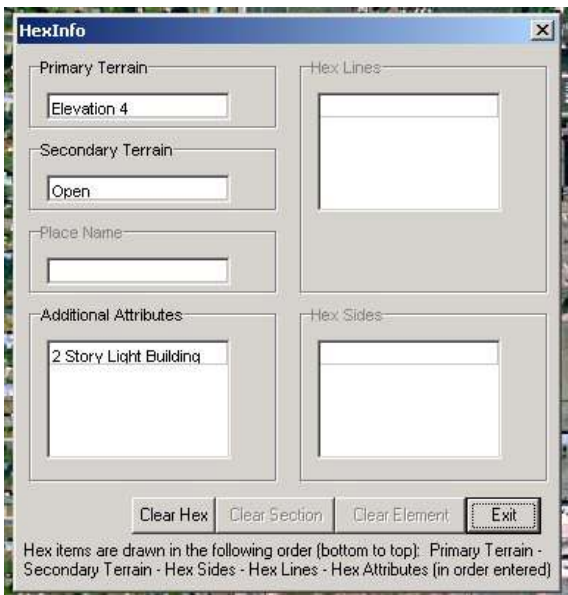 HexInfo
Primary Terrain
Elevation 4
Secondary Terrain
Open
Place Name
Additional Attributes
2 Story Light Building
Hex Lines
Hex Sides
Clear Hex
Clear Section
Clear Element
Exit
Hex items are drawn in the following order (bottom to top): Primary Terrain -
Secondary Terrain - Hex Sides - Hex Lines - Hex Attributes (in order entered)